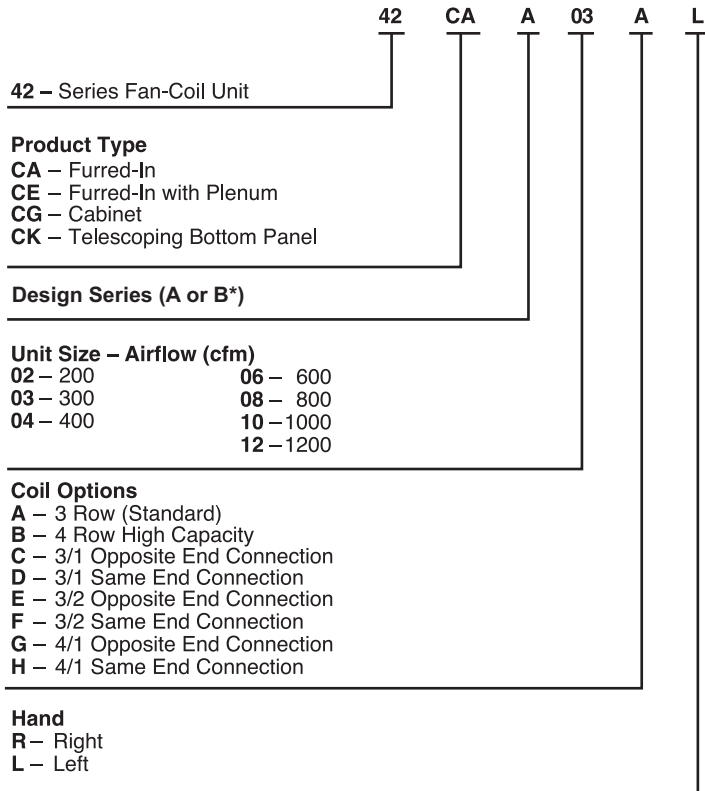 42 CA A 03 A L
42 – Series Fan-Coil Unit
Product Type
CA – Furred-In
CE – Furred-In with Plenum
CG – Cabinet
CK – Telescoping Bottom Panel
Design Series (A or B*)
Unit Size – Airflow (cfm)
02 – 200 06 – 600
03 – 300 08 – 800
04 – 400 10 –1000
12 –1200
Coil Options
A – 3 Row (Standard)
B – 4 Row High Capacity
C – 3/1 Opposite End Connection
D – 3/1 Same End Connection
E – 3/2 Opposite End Connection
F – 3/2 Same End Connection
G – 4/1 Opposite End Connection
H – 4/1 Same End Connection
Hand
R – Right
L – Left